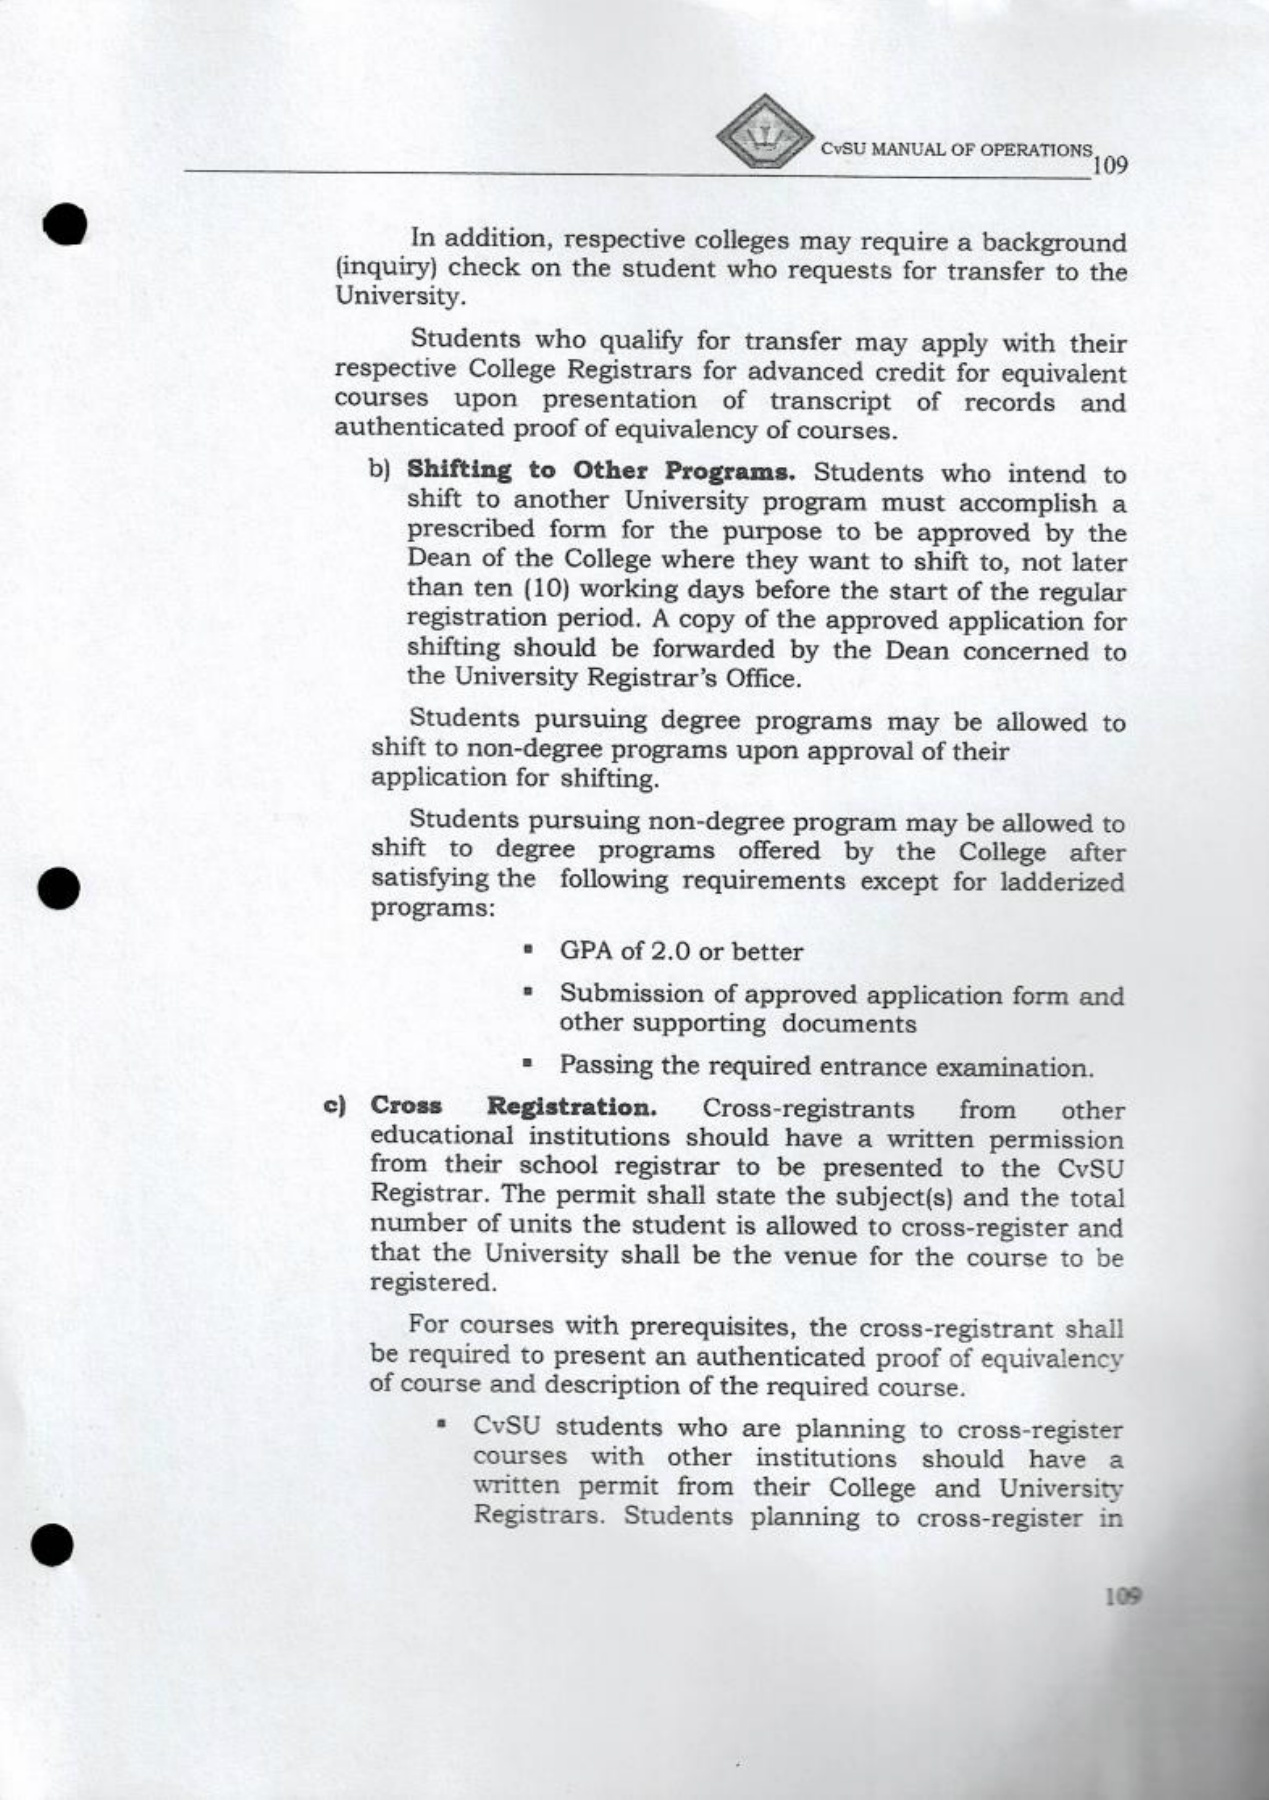 CvSU MANUAL OF OPERATIONS
109
In addition, respective colleges may require a background
(inquiry) check on the student who requests for transfer to the
University.
Students who qualify for transfer may apply with their
respective College Registrars for advanced credit for equivalent
courses upon presentation of transcript of records and
authenticated proof of equivalency of courses.
b) Shifting to Other Programs. Students who intend to
shift to another University program must accomplish a
prescribed form for the purpose to be approved by the
Dean of the College where they want to shift to, not later
than ten (10) working days before the start of the regular
registration period. A copy of the approved application for
shifting should be forwarded by the Dean concerned to
the University Registrar's Office.
Students pursuing degree programs may be allowed to
shift to non-degree programs upon approval of their
application for shifting.
Students pursuing non-degree program may be allowed to
shift to degree programs offered by the College after
satisfying the following requirements except for ladderized
programs:
▪ GPA of 2.0 or better
▪ Submission of approved application form and
other supporting documents
▪ Passing the required entrance examination.
c) Cross Registration. Cross-registrants from other
educational institutions should have a written permission
from their school registrar to be presented to the CvSU
Registrar. The permit shall state the subject(s) and the total
number of units the student is allowed to cross-register and
that the University shall be the venue for the course to be
registered.
For courses with prerequisites, the cross-registrant shall
be required to present an authenticated proof of equivalency
of course and description of the required course.
▪ CvSU students who are planning to cross-register
courses with other institutions should have a
written permit from their College and University
Registrars. Students planning to cross-register in
109